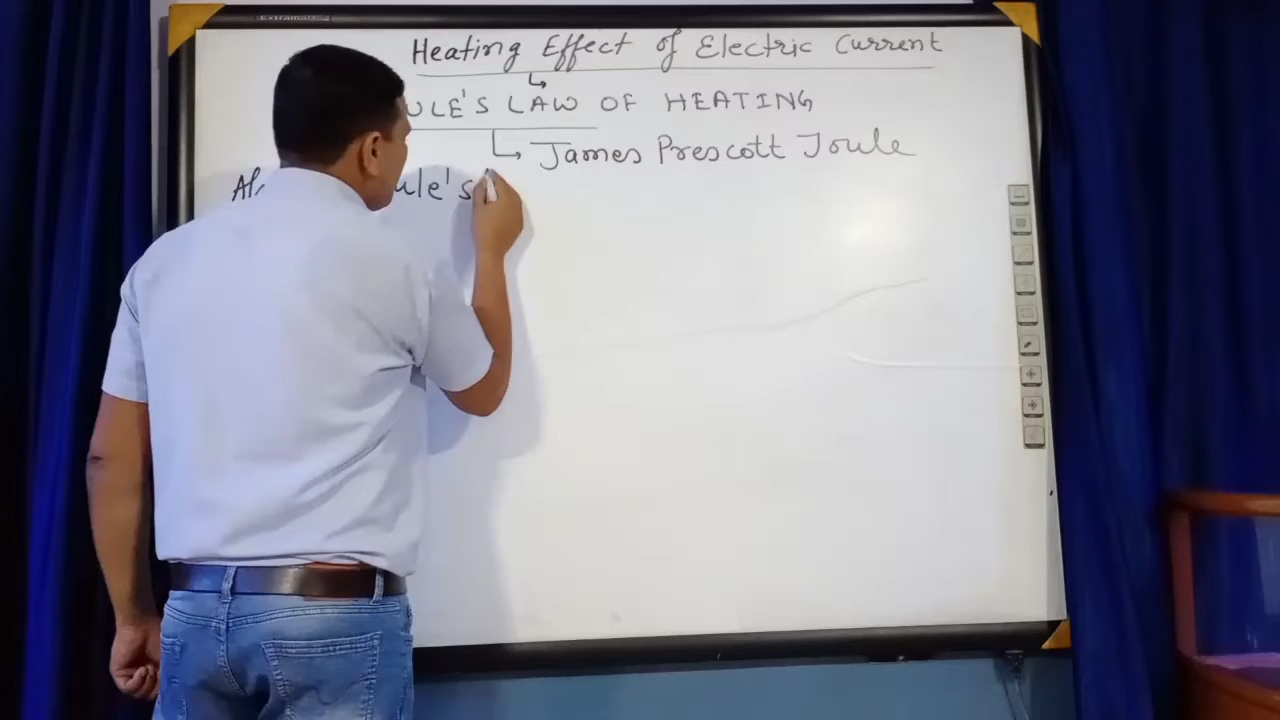 Heating Effect of Electric Current
ULE'S LAW OF HEATING
James Prescott Joule
ule's